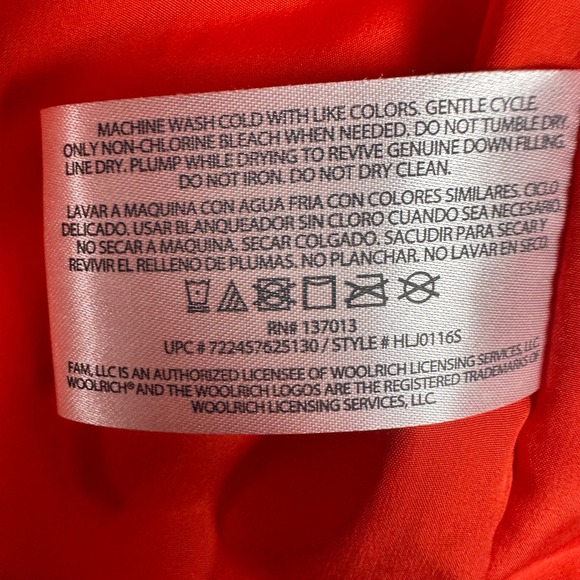 MACHINE WASH COLD WITH LIKE COLORS. GENTLE CYCLE.
ONLY NON-CHLORINE BLEACH WHEN NEEDED. DO NOT TUMBLE DRY
LINE DRY. PLUMP WHILE DRYING TO REVIVE GENUINE DOWN FILLING.
DO NOT IRON. DO NOT DRY CLEAN.
LAVAR A MAQUINA CON AGUA FRIA CON COLORES SIMILARES. CICLO
DELICADO. USAR BLANQUEADOR SIN CLORO CUANDO SEA NECESARIO.
NO SECAR A MAQUINA. SECAR COLGADO. SACUDIR PARA SECAR Y
REVIVIR EL RELLENO DE PLUMAS. NO PLANCHAR. NO LAVAR EN SECO.
RN# 137013
UPC # 722457625130 / STYLE # HLJ0116S
FAM, LLC IS AN AUTHORIZED LICENSEE OF WOOLRICH LICENSING SERVICES, LLC.
WOOLRICH® AND THE WOOLRICH LOGOS ARE THE REGISTERED TRADEMARKS OF
WOOLRICH LICENSING SERVICES, LLC.